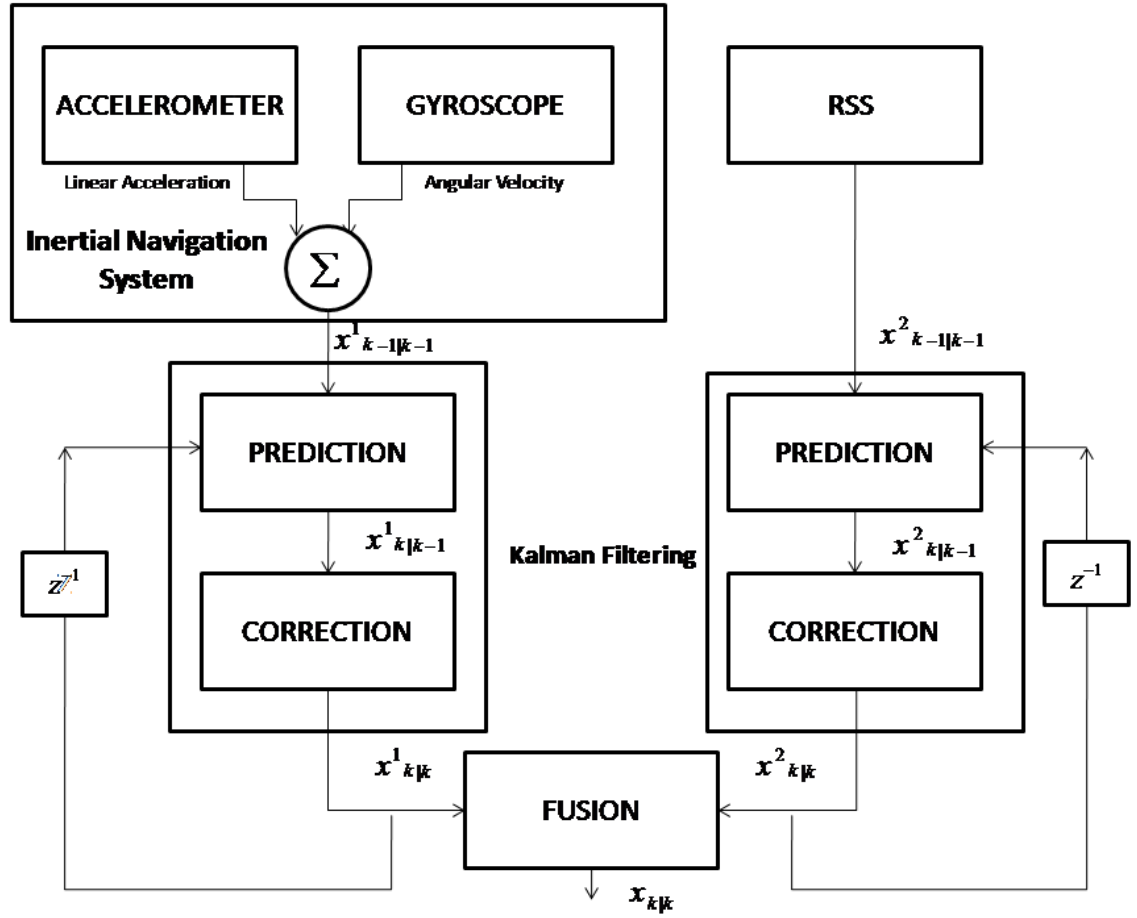 ACCELEROMETER
GYROSCOPE
RSS
Linear Acceleration
Angular Velocity
Inertial Navigation
System
Σ
x¹ₖ₋₁|ₖ₋₁
x²ₖ₋₁|ₖ₋₁
PREDICTION
PREDICTION
x¹ₖ|ₖ₋₁
x²ₖ|ₖ₋₁
Kalman Filtering
z⁻¹
CORRECTION
CORRECTION
x¹ₖ|ₖ
x²ₖ|ₖ
FUSION
xₖ|ₖ